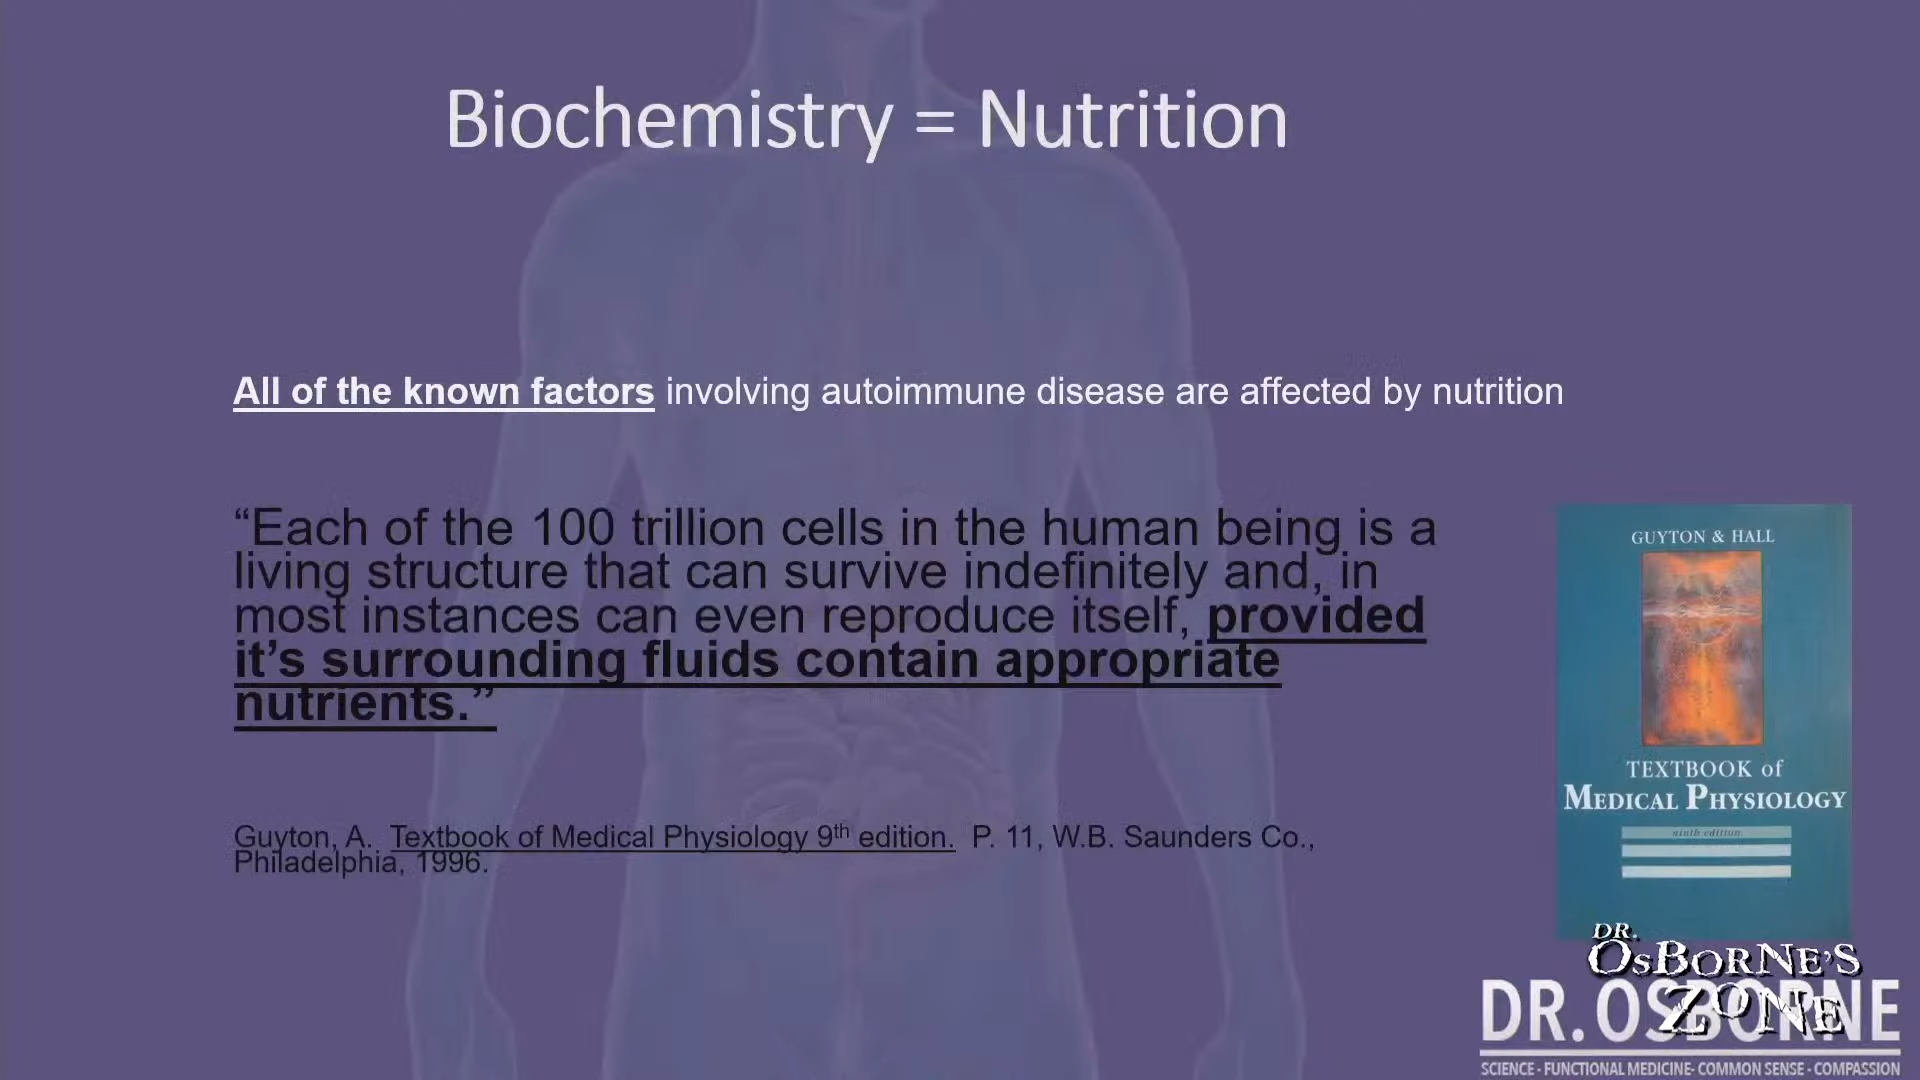 Biochemistry = Nutrition
All of the known factors involving autoimmune disease are affected by nutrition
“Each of the 100 trillion cells in the human being is a
living structure that can survive indefinitely and, in
most instances can even reproduce itself, provided
it’s surrounding fluids contain appropriate
nutrients.”
Guyton, A. Textbook of Medical Physiology 9th edition. P. 11, W.B. Saunders Co.,
Philadelphia, 1996.
GUYTON & HALL
TEXTBOOK of
MEDICAL PHYSIOLOGY
ninth edition
DR.
OSBORNE'S
ZONE
DR. OSBORNE
SCIENCE - FUNCTIONAL MEDICINE- COMMON SENSE - COMPASSION